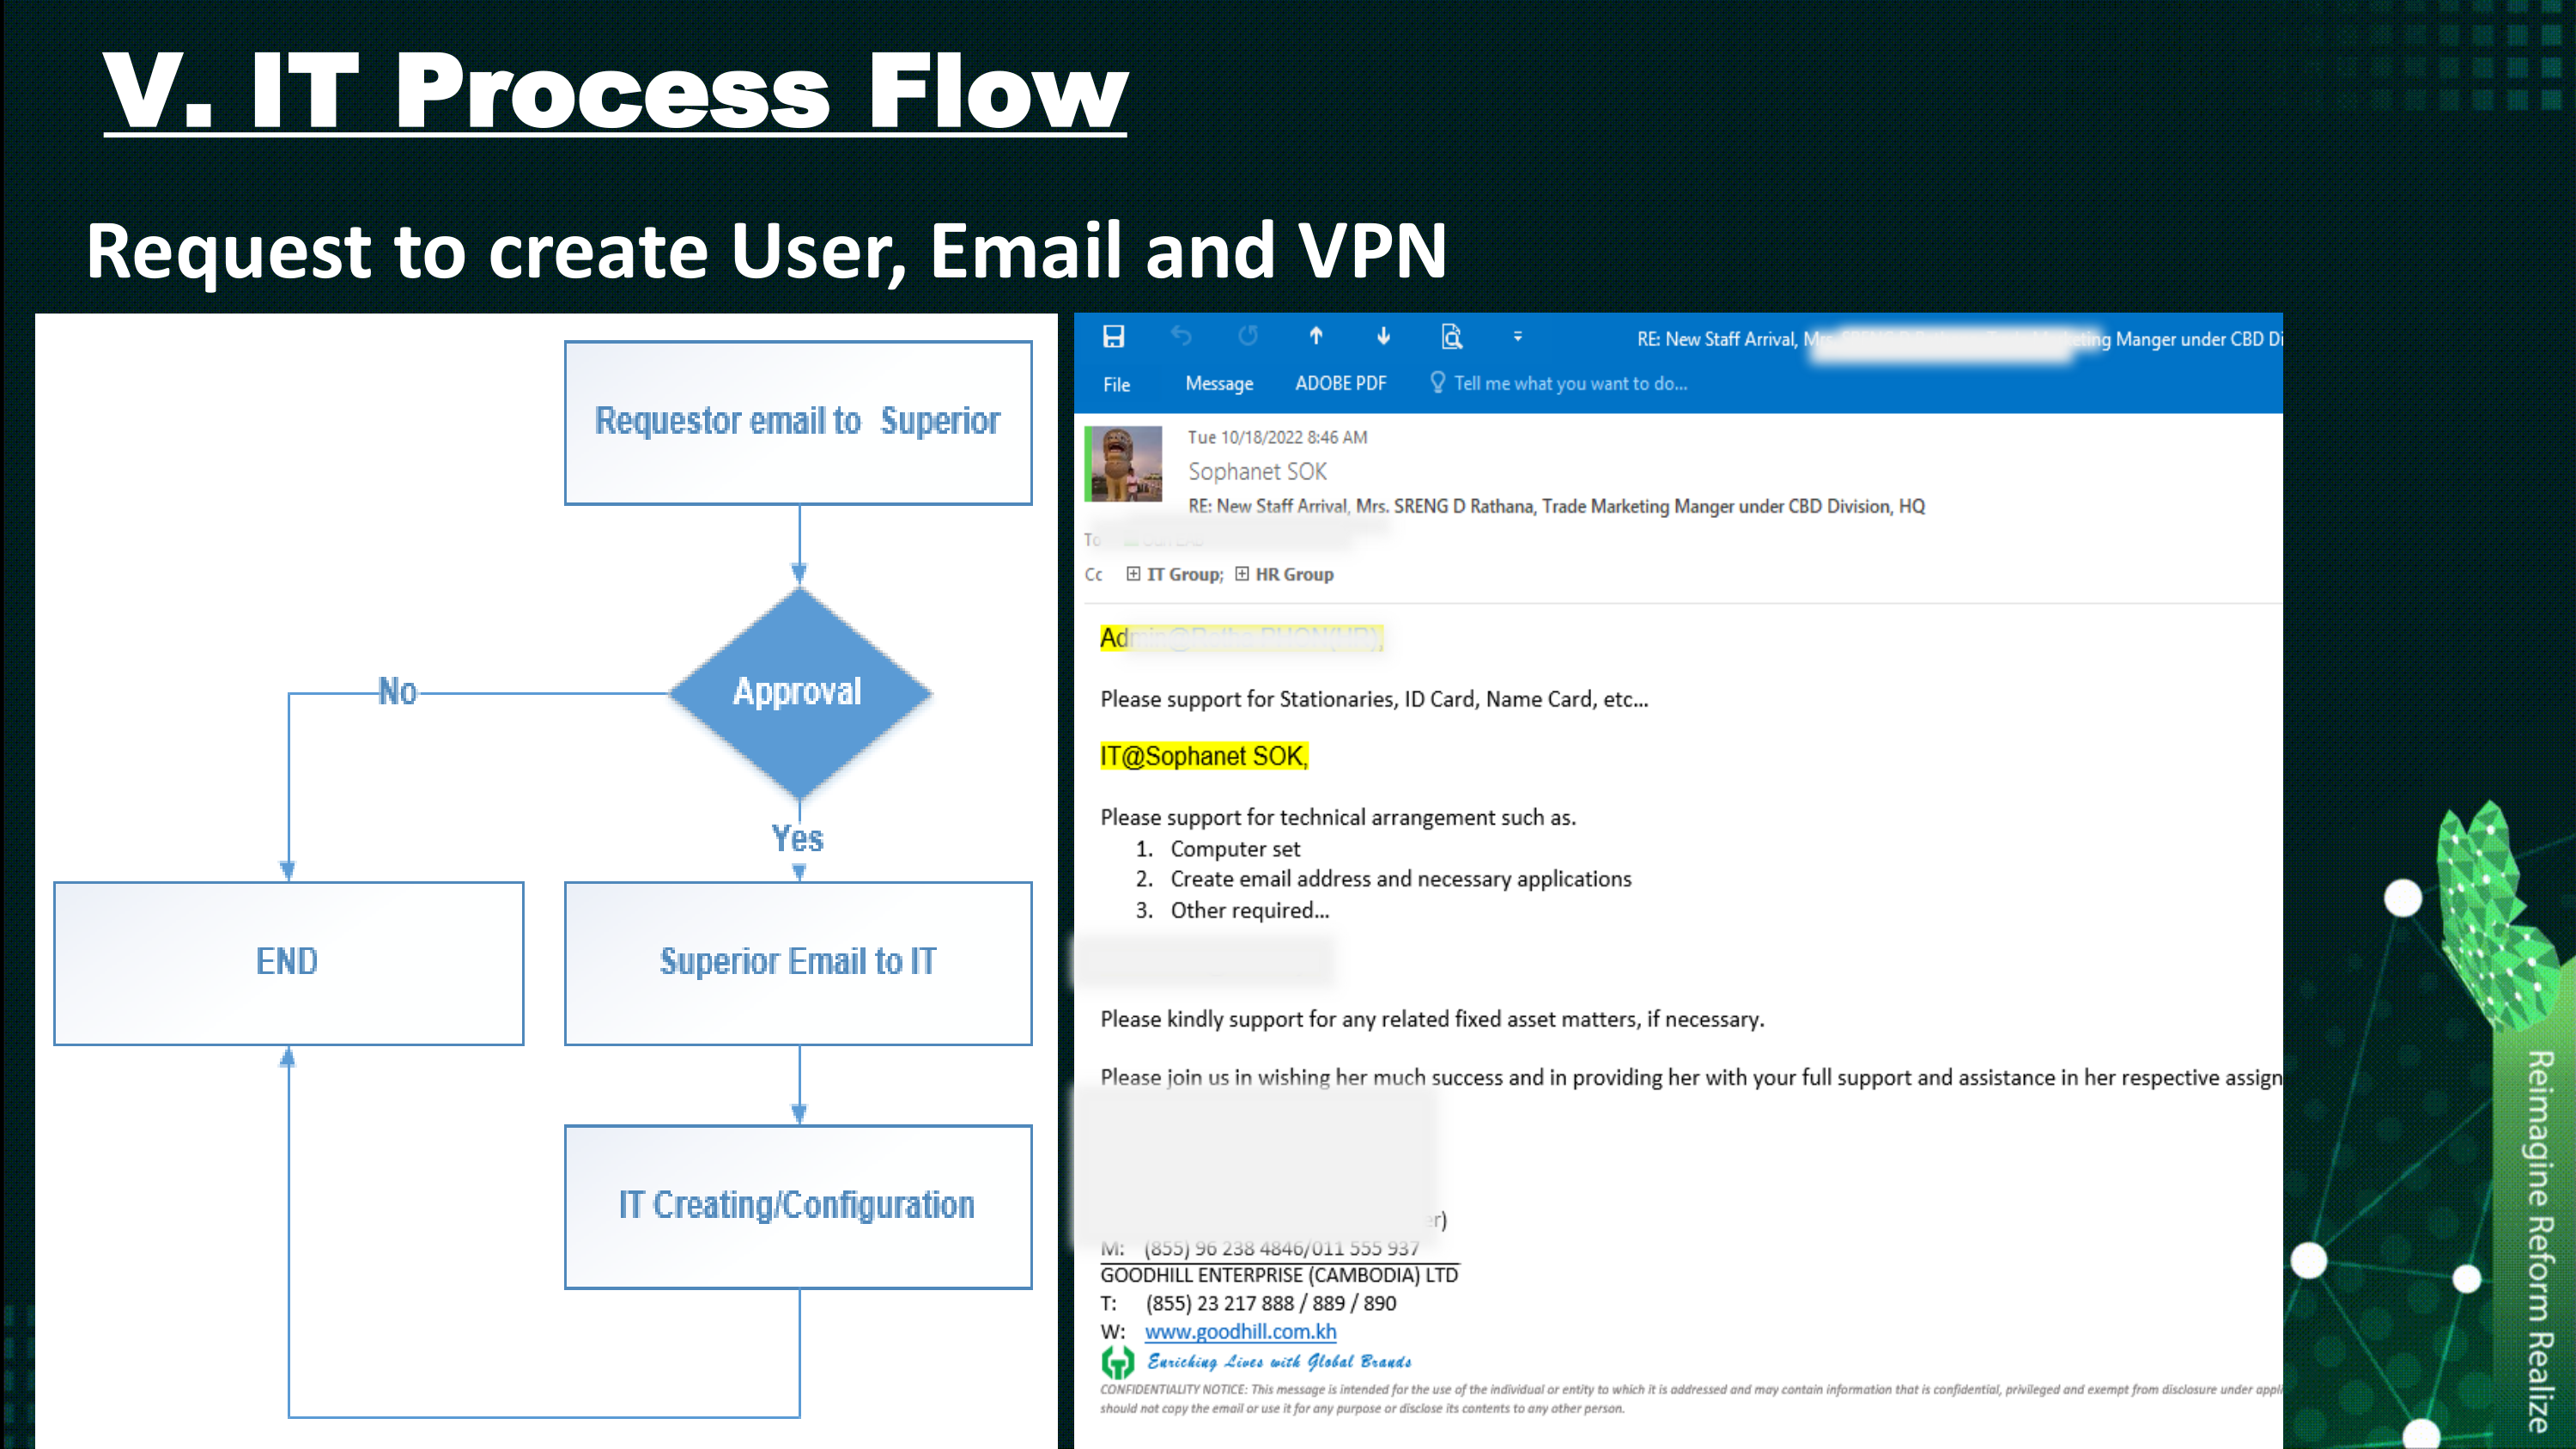 V. IT Process Flow
Request to create User, Email and VPN
Requestor email to Superior
Approval
No
Yes
END
Superior Email to IT
IT Creating/Configuration
RE: New Staff Arrival, Manger under CBD Di
File Message ADOBE PDF Tell me what you want to do...
Tue 10/18/2022 8:46 AM
Sophanet SOK
RE: New Staff Arrival, Mrs. SRENG D Rathana, Trade Marketing Manger under CBD Division, HQ
To
Cc IT Group; HR Group
Please support for Stationaries, ID Card, Name Card, etc...
IT@Sophanet SOK,
Please support for technical arrangement such as.
1. Computer set
2. Create email address and necessary applications
3. Other required...
Please kindly support for any related fixed asset matters, if necessary.
Please join us in wishing her much success and in providing her with your full support and assistance in her respective assign
er)
M: (855) 96 238 4846/011 555 937
GOODHILL ENTERPRISE (CAMBODIA) LTD
T: (855) 23 217 888 / 889 / 890
W: www.goodhill.com.kh
Enriching Lives with Global Brands
CONFIDENTIALITY NOTICE: This message is intended for the use of the individual or entity to which it is addressed and may contain information that is confidential, privileged and exempt from disclosure under appli
should not copy the email or use it for any purpose or disclose its contents to any other person.
Reimagine Reform Realize